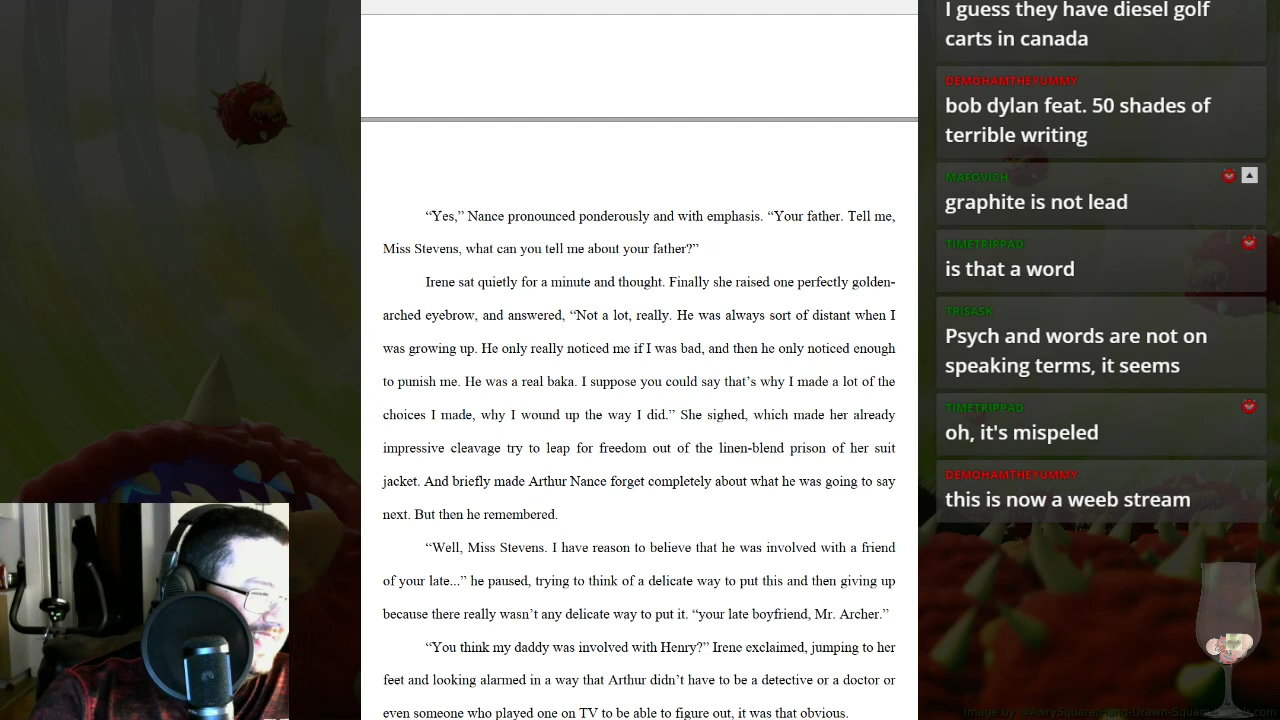 “Yes,” Nance pronounced ponderously and with emphasis. “Your father. Tell me,
Miss Stevens, what can you tell me about your father?”
Irene sat quietly for a minute and thought. Finally she raised one perfectly golden-
arched eyebrow, and answered, “Not a lot, really. He was always sort of distant when I
was growing up. He only really noticed me if I was bad, and then he only noticed enough
to punish me. He was a real baka. I suppose you could say that’s why I made a lot of the
choices I made, why I wound up the way I did.” She sighed, which made her already
impressive cleavage try to leap for freedom out of the linen-blend prison of her suit
jacket. And briefly made Arthur Nance forget completely about what he was going to say
next. But then he remembered.
“Well, Miss Stevens. I have reason to believe that he was involved with a friend
of your late...” he paused, trying to think of a delicate way to put this and then giving up
because there really wasn’t any delicate way to put it. “your late boyfriend, Mr. Archer.”
“You think my daddy was involved with Henry?” Irene exclaimed, jumping to her
feet and looking alarmed in a way that Arthur didn’t have to be a detective or a doctor or
even someone who played one on TV to be able to figure out, it was that obvious.
I guess they have diesel golf
carts in canada
DEMOHAMTHEYUMMY
bob dylan feat. 50 shades of
terrible writing
MAFOVICH
graphite is not lead
TIMETRIPPAD
is that a word
TRISASK
Psych and words are not on
speaking terms, it seems
TIMETRIPPAD
oh, it's mispeled
DEMOHAMTHEYUMMY
this is now a weeb stream
Image by: @AwrySquare/Hand-Drawn-Square.tumblr.com